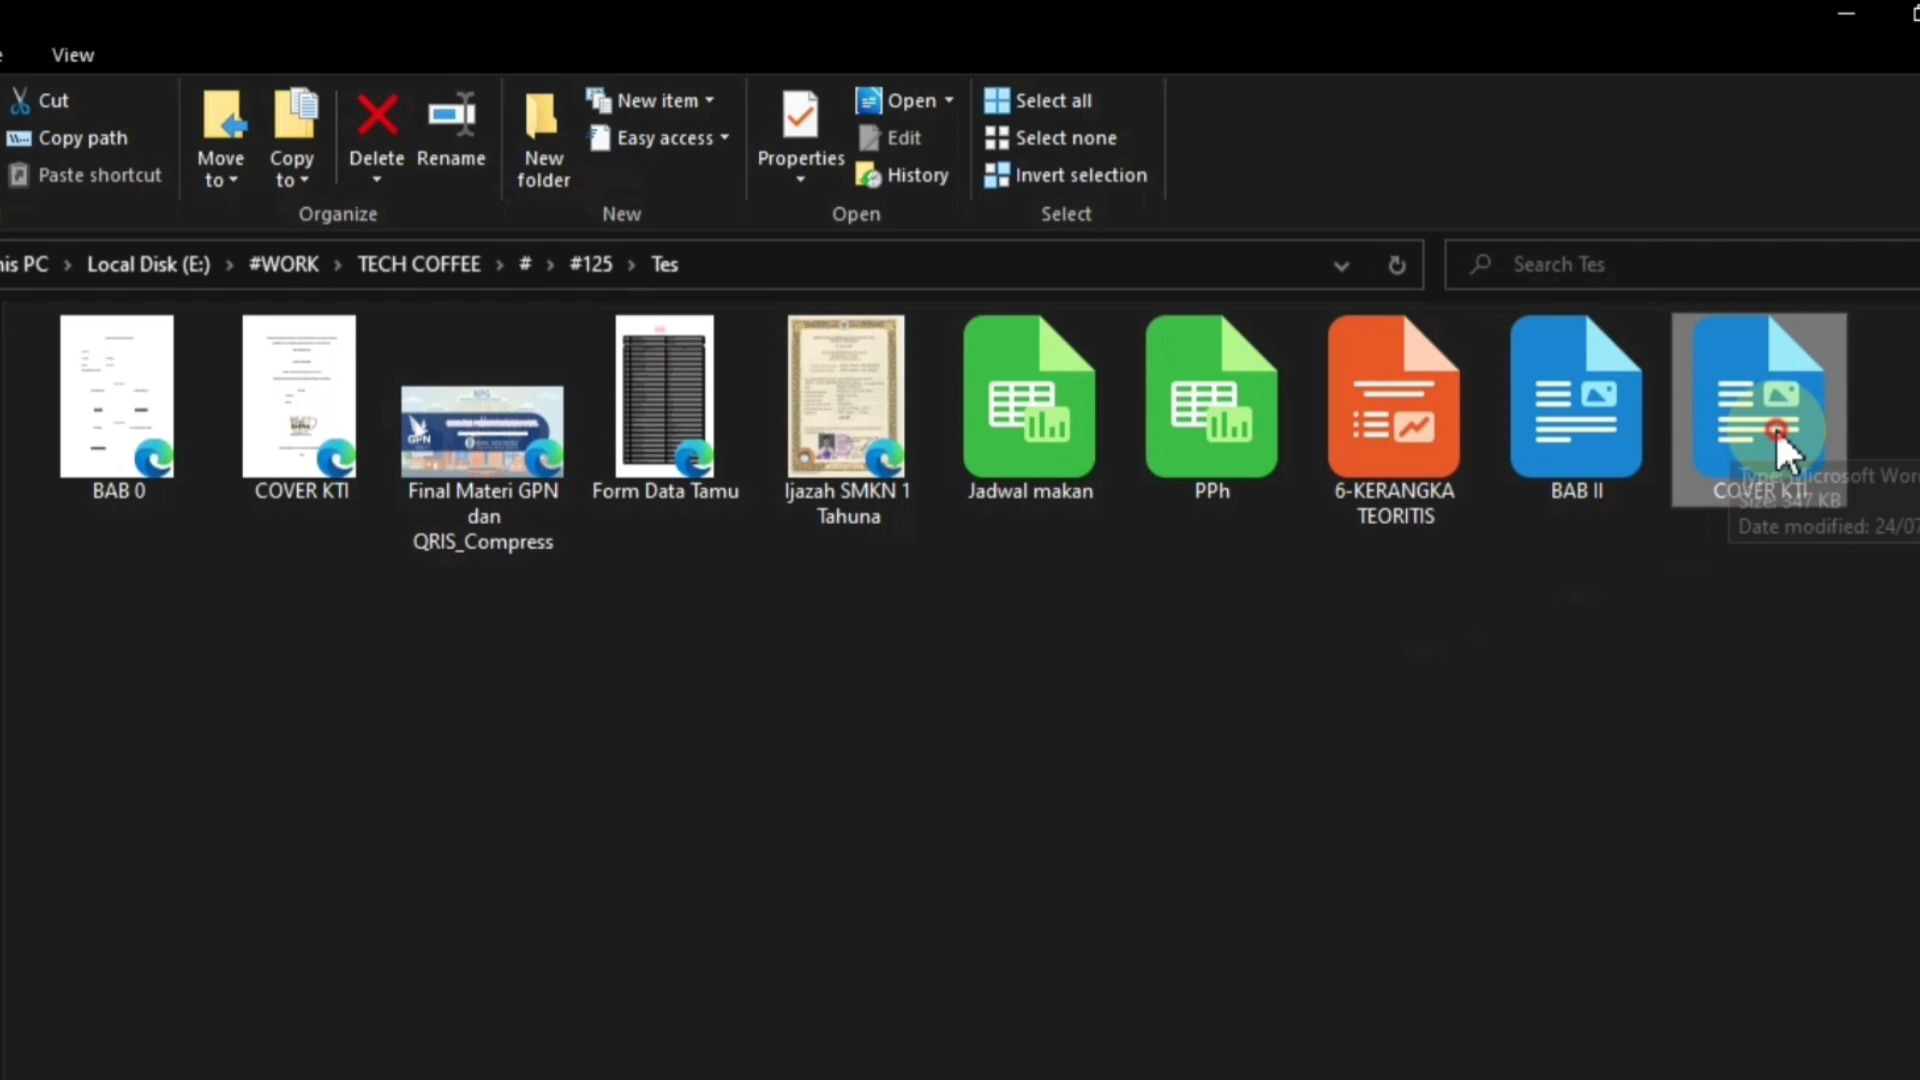 View
Cut
Copy path
Paste shortcut
Move
to
Copy
to
Delete
Rename
Organize
New
folder
New item
Easy access
New
Properties
Open
Edit
History
Open
Select all
Select none
Invert selection
Select
his PC > Local Disk (E:) > #WORK > TECH COFFEE > # > #125 > Tes
Search Tes
BAB 0
COVER KTI
Final Materi GPN
dan
QRIS_Compress
Form Data Tamu
Ijazah SMKN 1
Tahuna
Jadwal makan
PPh
6-KERANGKA
TEORITIS
BAB II
COVER KTI
Type: Microsoft Wor
Size: 347 KB
Date modified: 24/07
GPN